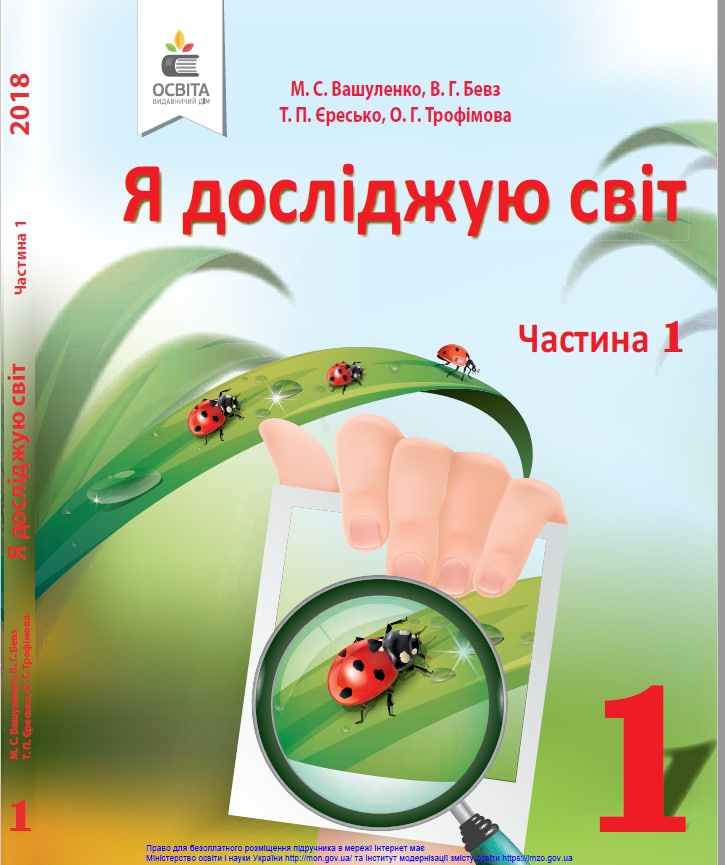 ОСВІТА
ВИДАВНИЧИЙ ДІМ
М. С. Вашуленко, В. Г. Бевз
Т. П. Єресько, О. Г. Трофімова
Я досліджую світ
Частина 1
1
2018
Частина 1
Я досліджую світ
М. С. Вашуленко, В. Г. Бевз
Т. П. Єресько, О. Г. Трофімова
1
Право для безоплатного розміщення підручника в мережі Інтернет має
Міністерство освіти і науки України http://mon.gov.ua/ та Інститут модернізації змісту освіти https://imzo.gov.ua